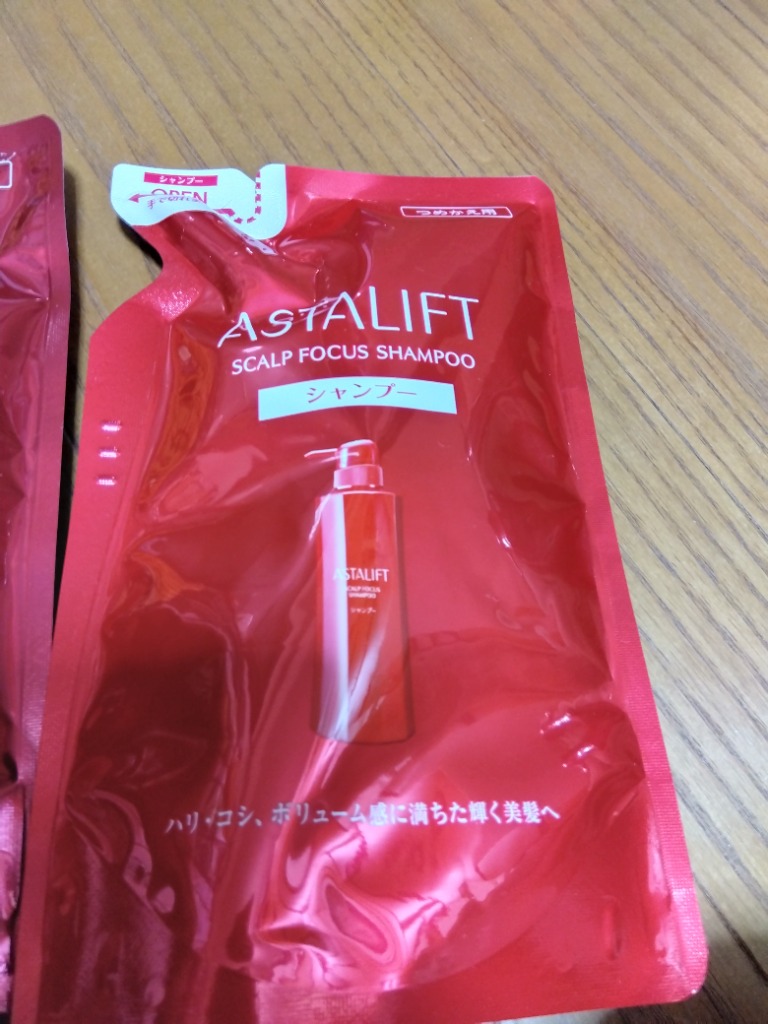 シャンプー
OPEN
つめかえ用
ASTALIFT
SCALP FOCUS SHAMPOO
シャンプー
ASTALIFT
SCALP FOCUS
SHAMPOO
シャンプー
ハリ・コシ、ボリューム感に満ちた輝く美髪へ